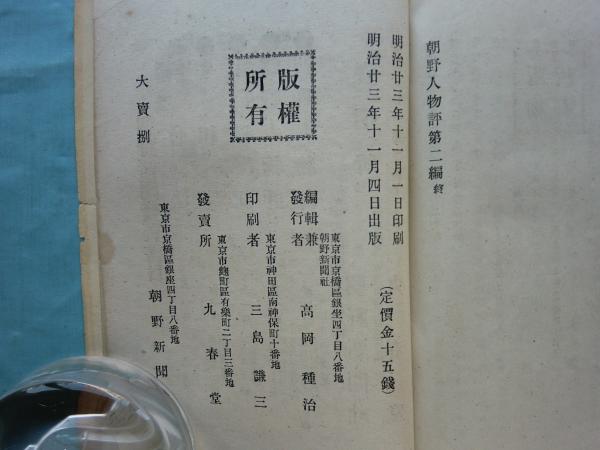 朝野人物評第二編終
明治廿三年十一月一日印刷
明治廿三年十一月四日出版
(定價金十五錢)
版權
所有
東京市京橋區銀坐四丁目八番地
朝野新聞社
編輯兼
發行者
高岡種治
東京市神田區南神保町十番地
印刷者
三島謙三
東京市麴町區有樂町二丁目三番地
發賣所
九春堂
東京市京橋區銀座四丁目八番地
大賣捌
朝野新聞